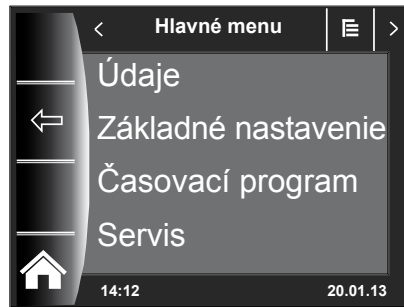 < Hlavné menu >
Údaje
Základné nastavenie
Časovací program
Servis
14:12 20.01.13